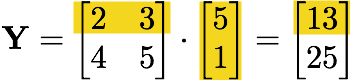 Y = [2 3] · [5] = [13]
[4 5] [1] [25]